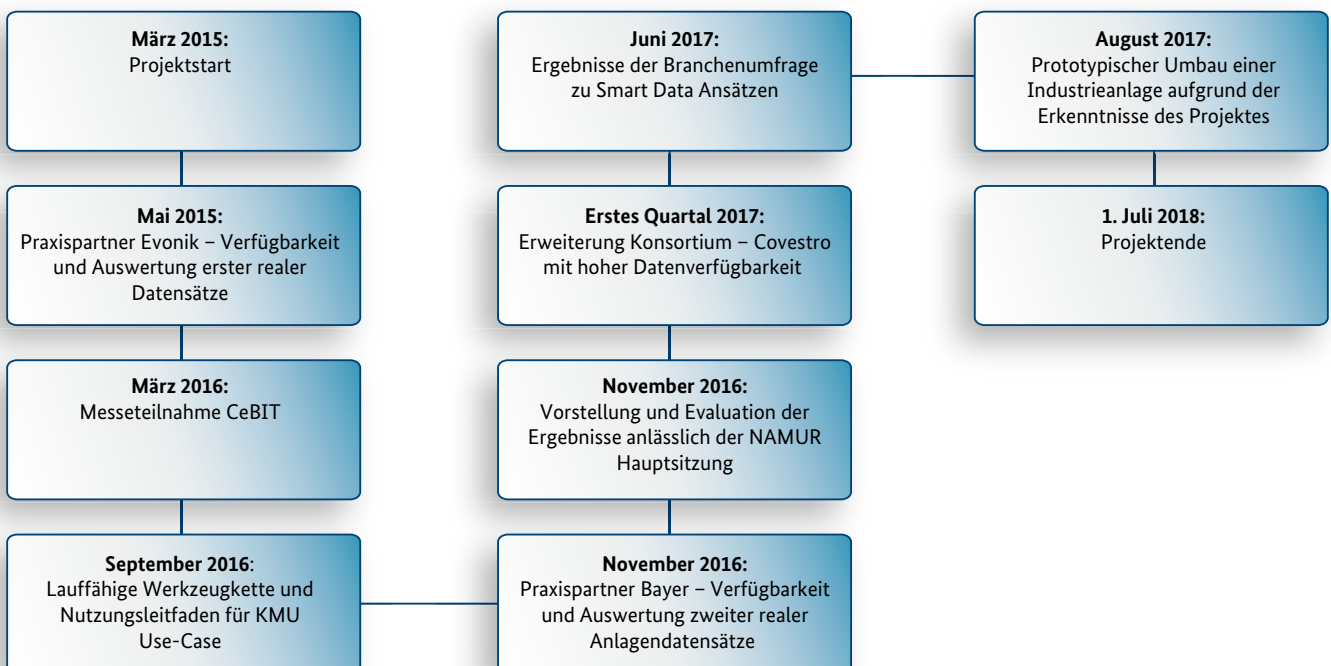 März 2015:
Projektstart
Mai 2015:
Praxispartner Evonik – Verfügbarkeit
und Auswertung erster realer
Datensätze
März 2016:
Messeteilnahme CeBIT
September 2016:
Lauffähige Werkzeugkette und
Nutzungsleitfaden für KMU
Use-Case
November 2016:
Praxispartner Bayer – Verfügbarkeit
und Auswertung zweiter realer
Anlagendatensätze
November 2016:
Vorstellung und Evaluation der
Ergebnisse anlässlich der NAMUR
Hauptsitzung
Erstes Quartal 2017:
Erweiterung Konsortium – Covestro
mit hoher Datenverfügbarkeit
Juni 2017:
Ergebnisse der Branchenumfrage
zu Smart Data Ansätzen
August 2017:
Prototypischer Umbau einer
Industrieanlage aufgrund der
Erkenntnisse des Projektes
1. Juli 2018:
Projektende